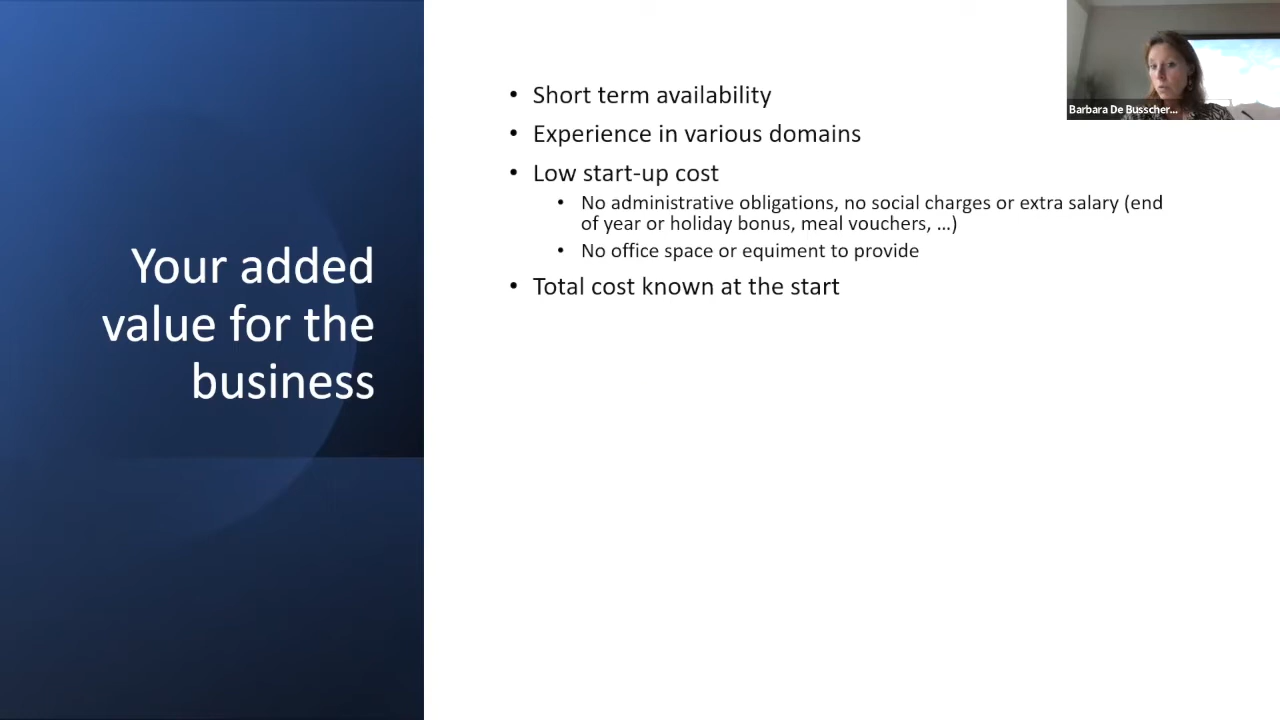 Your added
value for the
business
• Short term availability
• Experience in various domains
• Low start-up cost
• No administrative obligations, no social charges or extra salary (end
of year or holiday bonus, meal vouchers, …)
• No office space or equiment to provide
• Total cost known at the start
Barbara De Busscher...